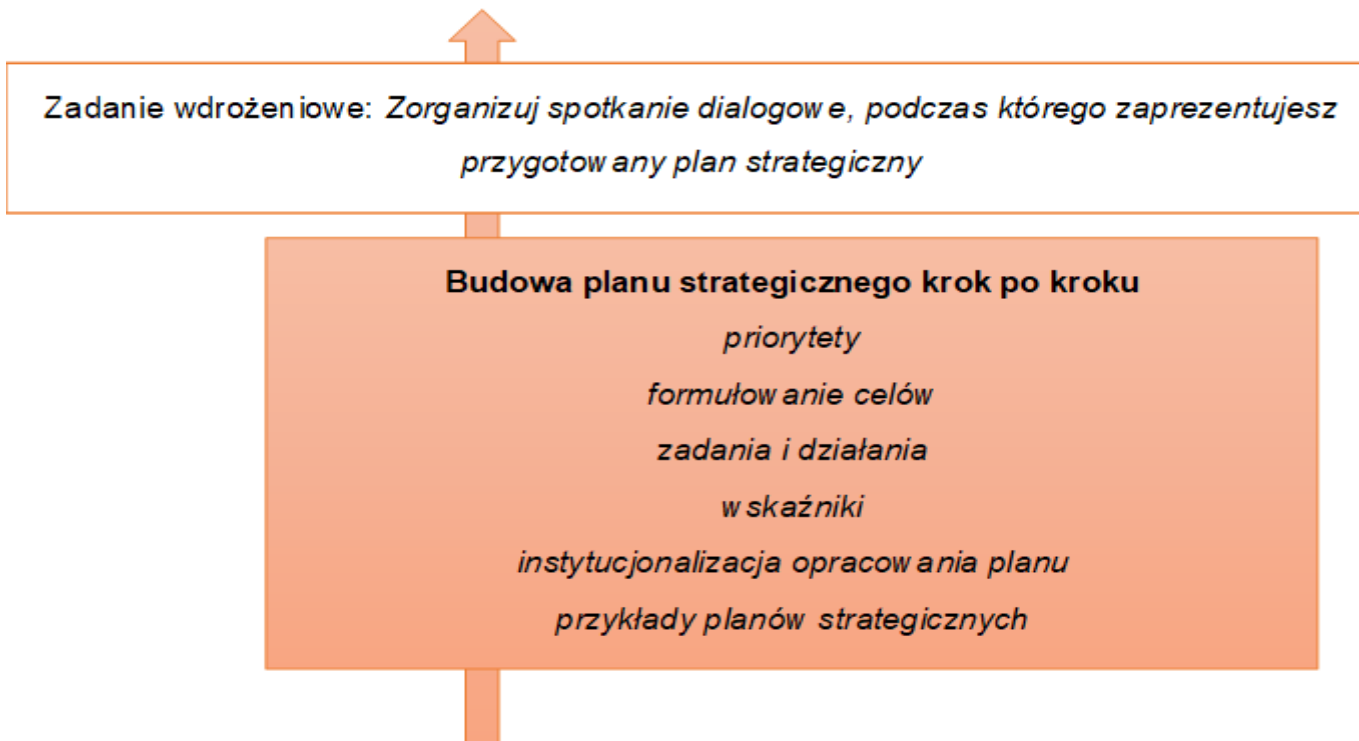 Zadanie wdrożeniowe: Zorganizuj spotkanie dialogowe, podczas którego zaprezentujesz
przygotowany plan strategiczny
Budowa planu strategicznego krok po kroku
priorytety
formułowanie celów
zadania i działania
wskaźniki
instytucjonalizacja opracowania planu
przykłady planów strategicznych